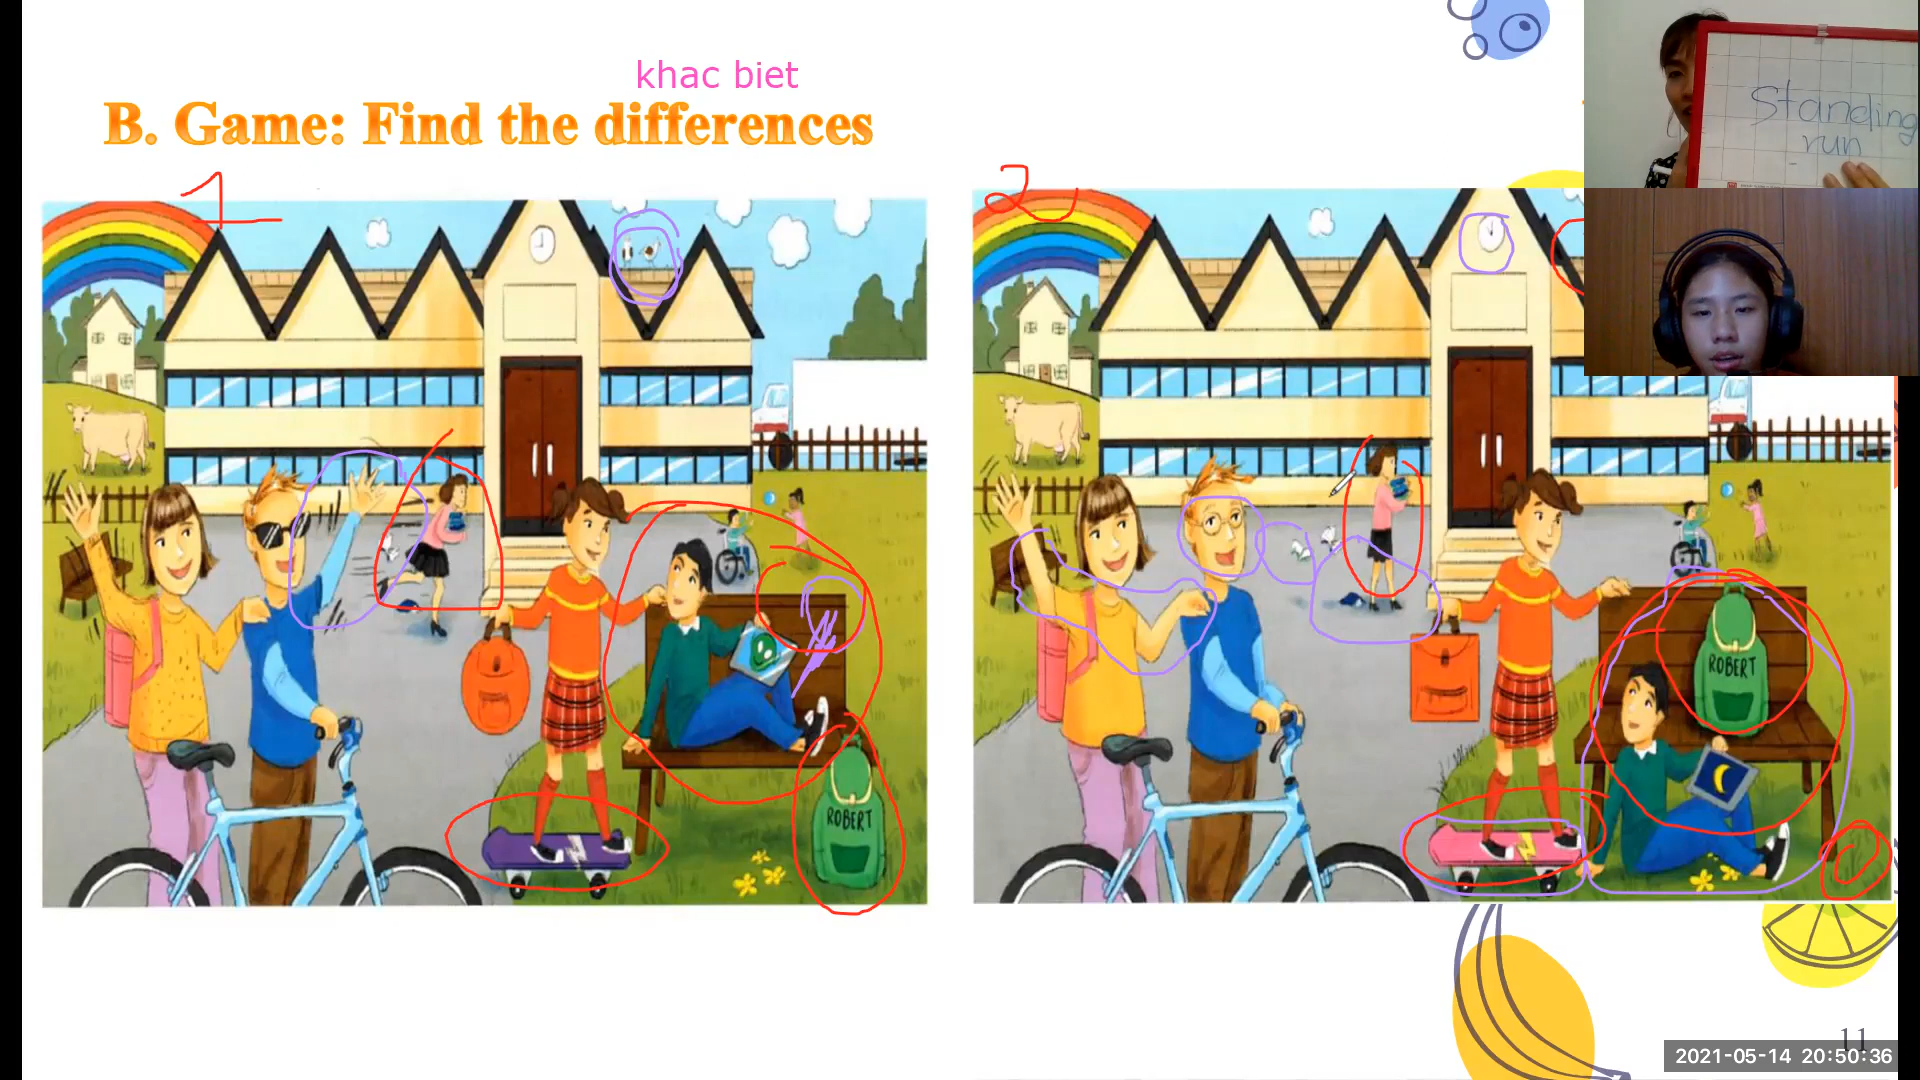 khac biet
B. Game: Find the differences
1
2
Standing
run
ROBERT
ROBERT
11
2021-05-14 20:50:36